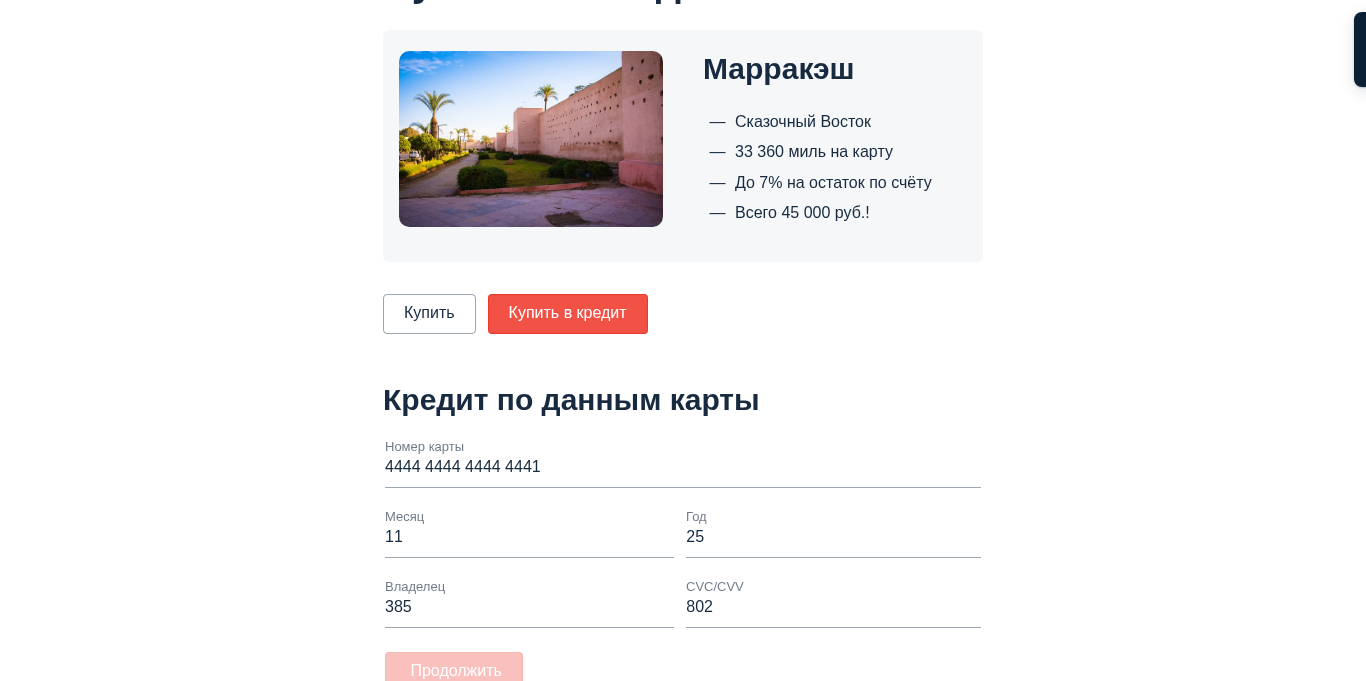 Марракэш
— Сказочный Восток
— 33 360 миль на карту
— До 7% на остаток по счёту
— Всего 45 000 руб.!
Купить Купить в кредит
Кредит по данным карты
Номер карты
4444 4444 4444 4441
Месяц Год
11 25
Владелец CVC/CVV
385 802
Продолжить